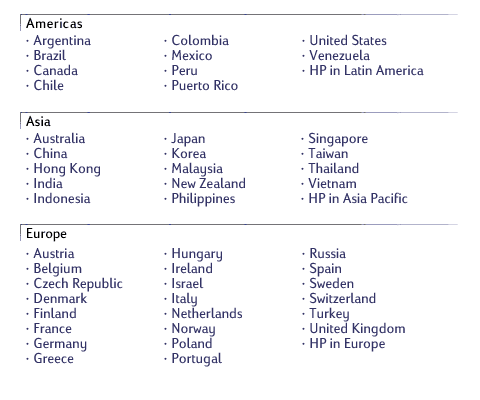 Americas
· Argentina
· Brazil
· Canada
· Chile
· Colombia
· Mexico
· Peru
· Puerto Rico
· United States
· Venezuela
· HP in Latin America
Asia
· Australia
· China
· Hong Kong
· India
· Indonesia
· Japan
· Korea
· Malaysia
· New Zealand
· Philippines
· Singapore
· Taiwan
· Thailand
· Vietnam
· HP in Asia Pacific
Europe
· Austria
· Belgium
· Czech Republic
· Denmark
· Finland
· France
· Germany
· Greece
· Hungary
· Ireland
· Israel
· Italy
· Netherlands
· Norway
· Poland
· Portugal
· Russia
· Spain
· Sweden
· Switzerland
· Turkey
· United Kingdom
· HP in Europe